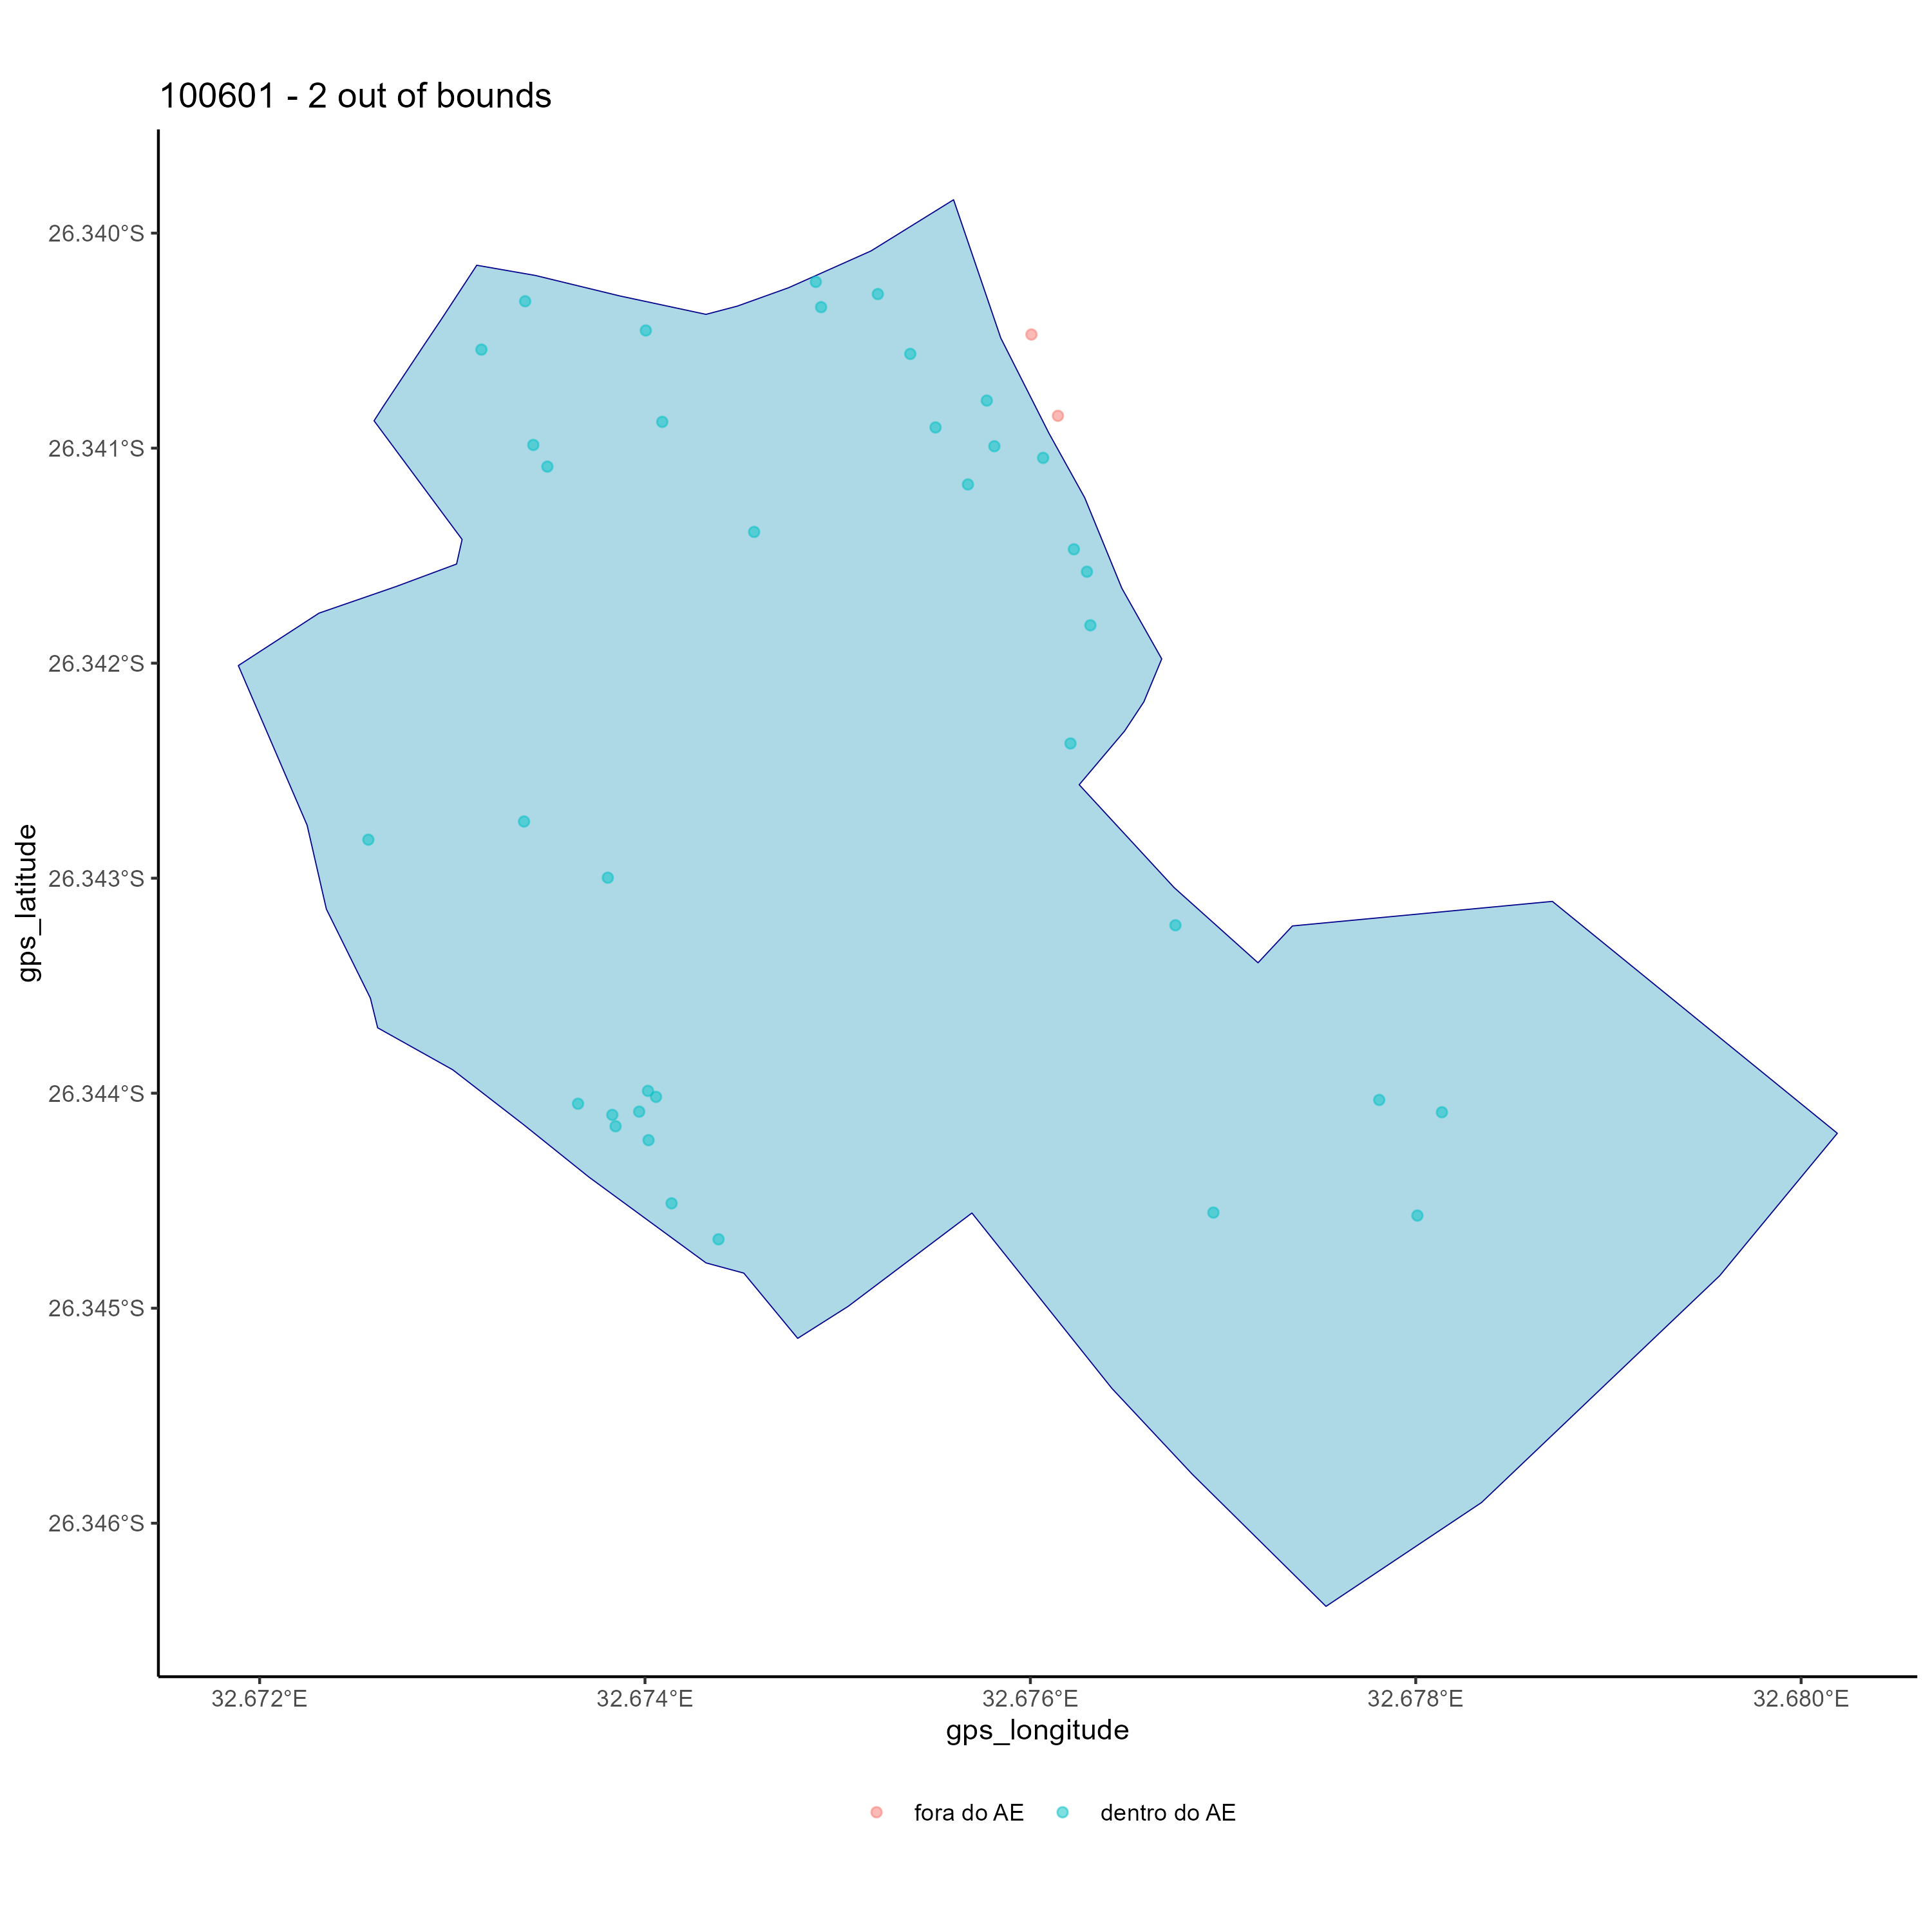 100601 - 2 out of bounds
26.340°S
26.341°S
26.342°S
26.343°S
26.344°S
26.345°S
26.346°S
gps_latitude
32.672°E 32.674°E 32.676°E 32.678°E 32.680°E
gps_longitude
fora do AE dentro do AE